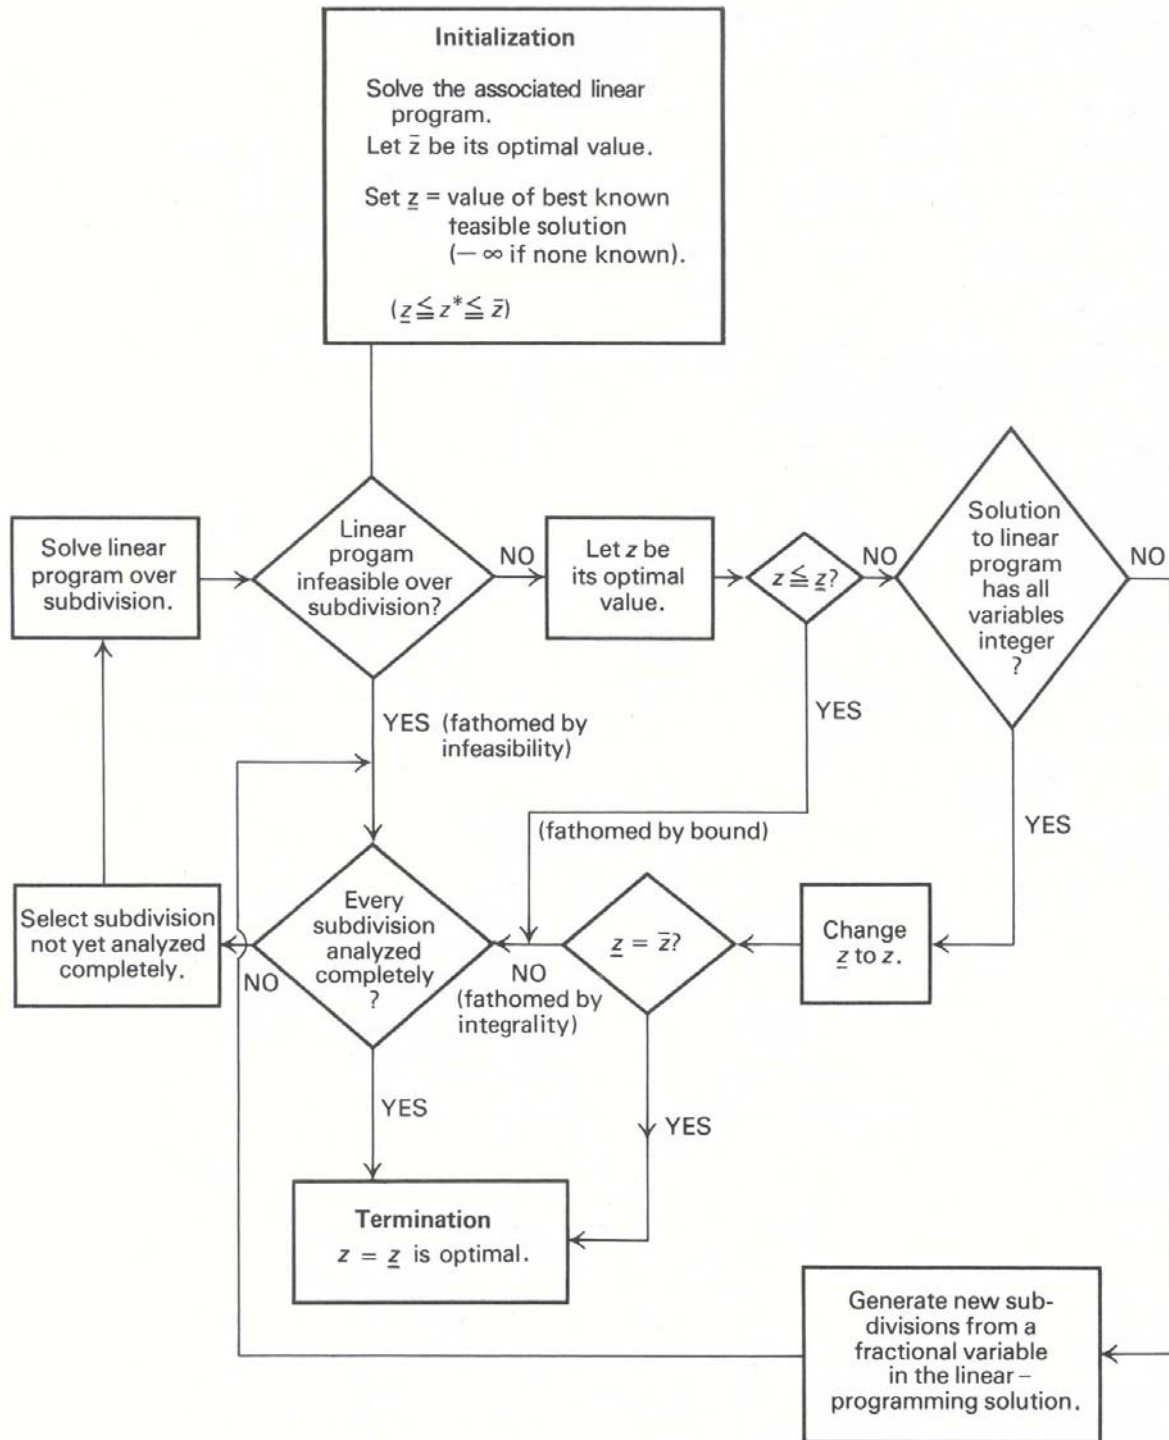 Initialization
Solve the associated linear
program.
Let z̄ be its optimal value.
Set z̲ = value of best known
teasible solution
(− ∞ if none known).
(z̲ ≦ z* ≦ z̄)
Solve linear
program over
subdivision.
Linear
progam
infeasible over
subdivision?
NO
Let z be
its optimal
value.
z ≦ z̲?
NO
Solution
to linear
program
has all
variables
integer
?
NO
YES (fathomed by
infeasibility)
YES
(fathomed by bound)
YES
Select subdivision
not yet analyzed
completely.
NO
Every
subdivision
analyzed
completely
?
NO
(fathomed by
integrality)
z̲ = z̄?
Change
z̲ to z.
YES
YES
Termination
z = z̲ is optimal.
Generate new sub-
divisions from a
fractional variable
in the linear –
programming solution.